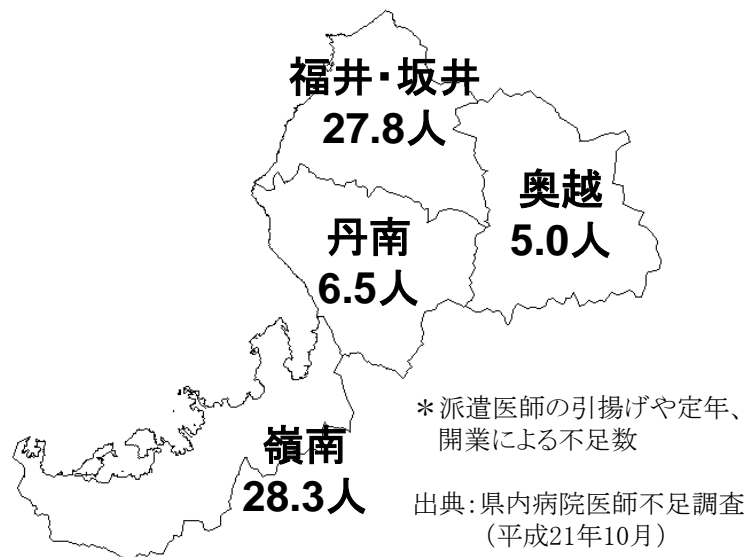 福井・坂井
27.8人
奥越
5.0人
丹南
6.5人
嶺南
28.3人
＊派遣医師の引揚げや定年、
開業による不足数
出典：県内病院医師不足調査
（平成21年10月）